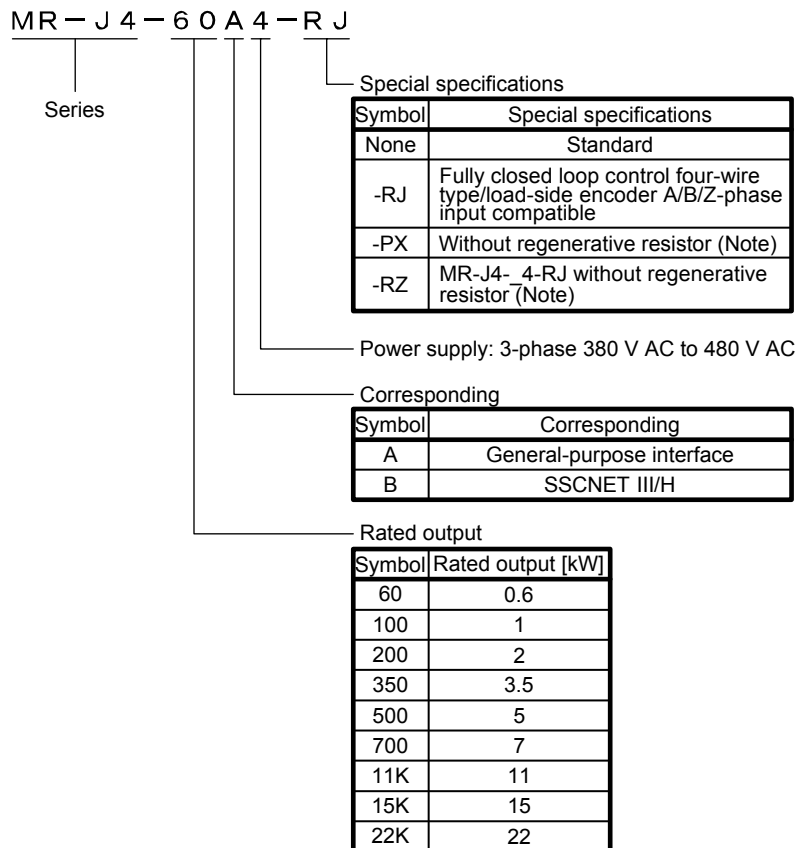 MR-J4-60A4-RJ
Series
Special specifications
Symbol Special specifications
None Standard
-RJ Fully closed loop control four-wire
type/load-side encoder A/B/Z-phase
input compatible
-PX Without regenerative resistor (Note)
-RZ MR-J4-_4-RJ without regenerative
resistor (Note)
Power supply: 3-phase 380 V AC to 480 V AC
Corresponding
Symbol Corresponding
A General-purpose interface
B SSCNET III/H
Rated output
Symbol Rated output [kW]
60 0.6
100 1
200 2
350 3.5
500 5
700 7
11K 11
15K 15
22K 22